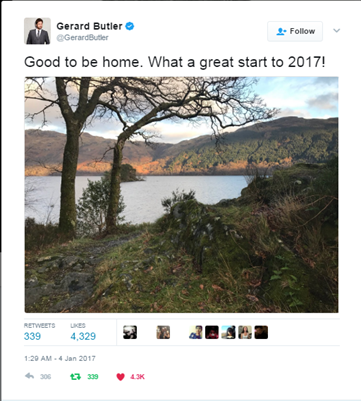 Gerard Butler
@GerardButler
Follow
Good to be home. What a great start to 2017!
RETWEETS LIKES
339 4,329
1:29 AM - 4 Jan 2017
306 339 4.3K